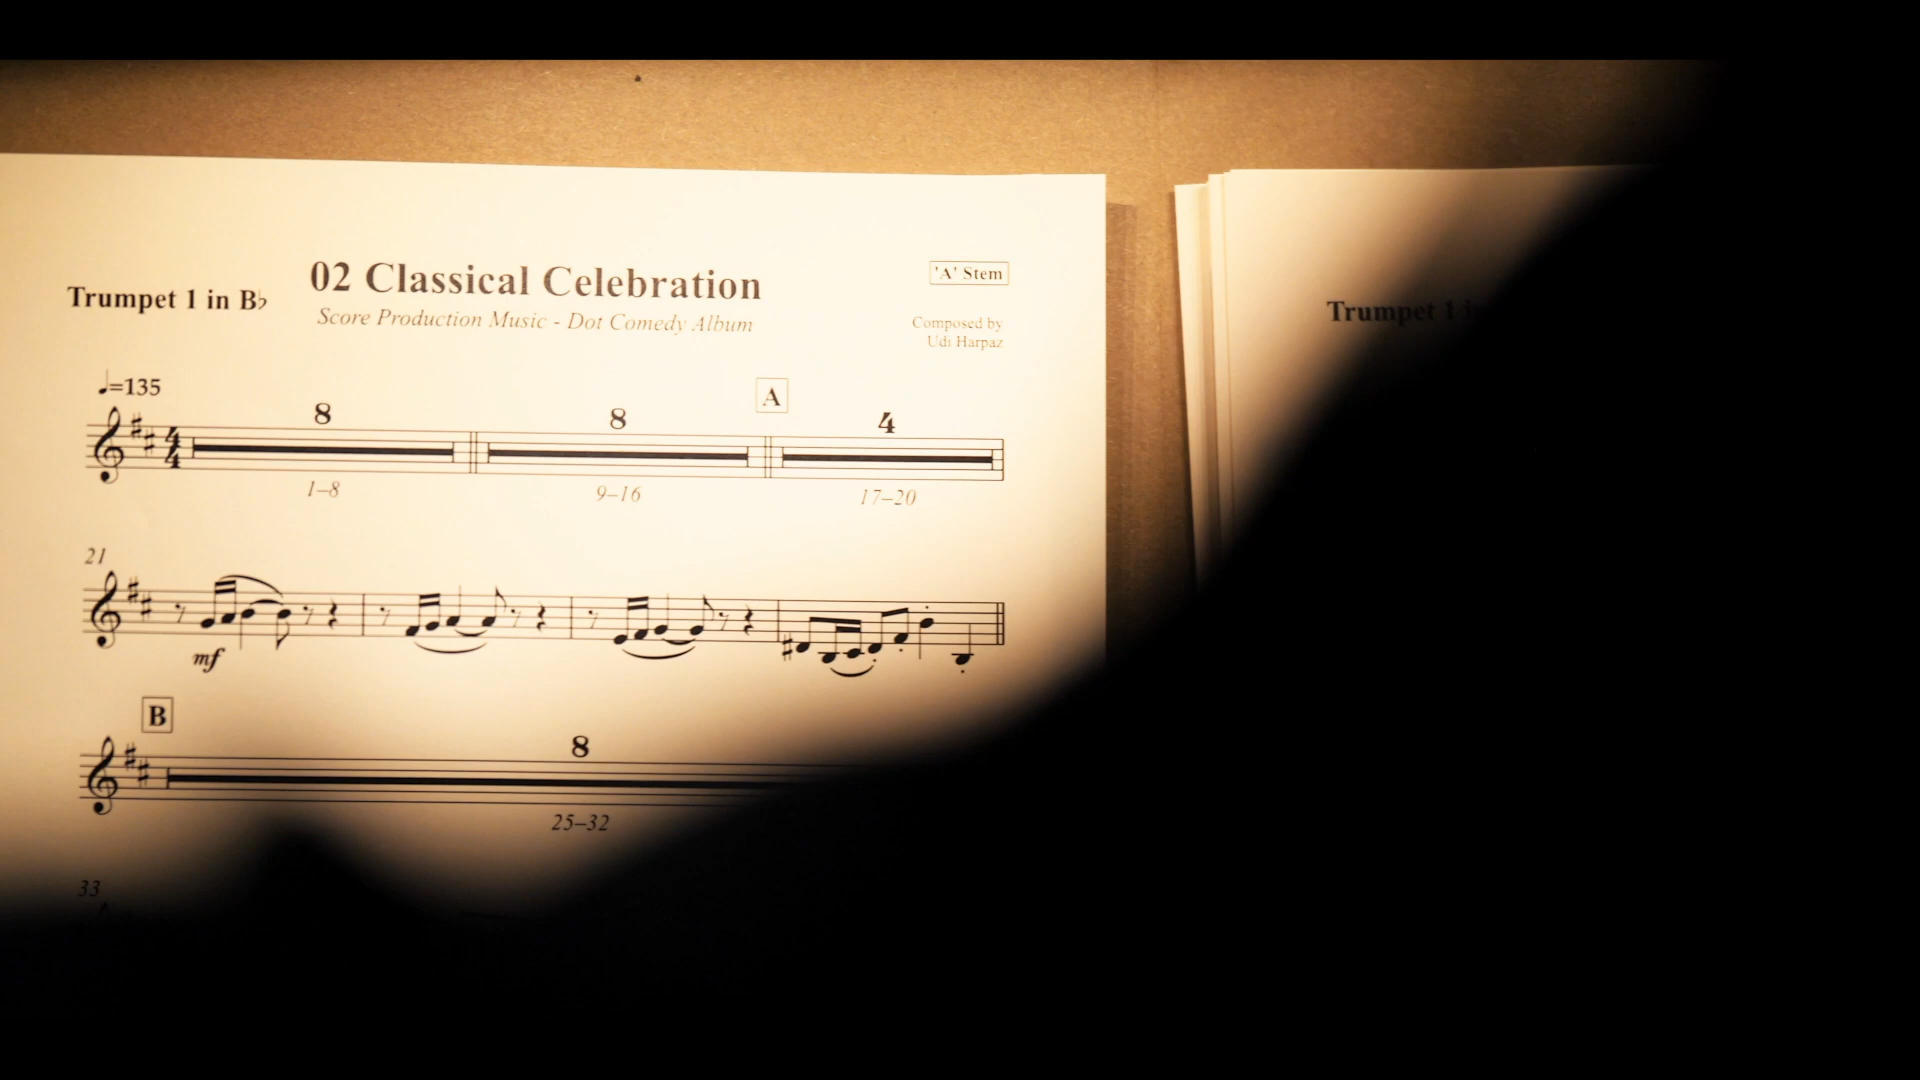 'A' Stem
Trumpet 1 in B♭
02 Classical Celebration
Score Production Music - Dot Comedy Album
Composed by
Udi Harpaz
♩=135
A
8
8
4
1–8
9–16
17–20
21
mf
B
8
25–32
33
Trumpet 1